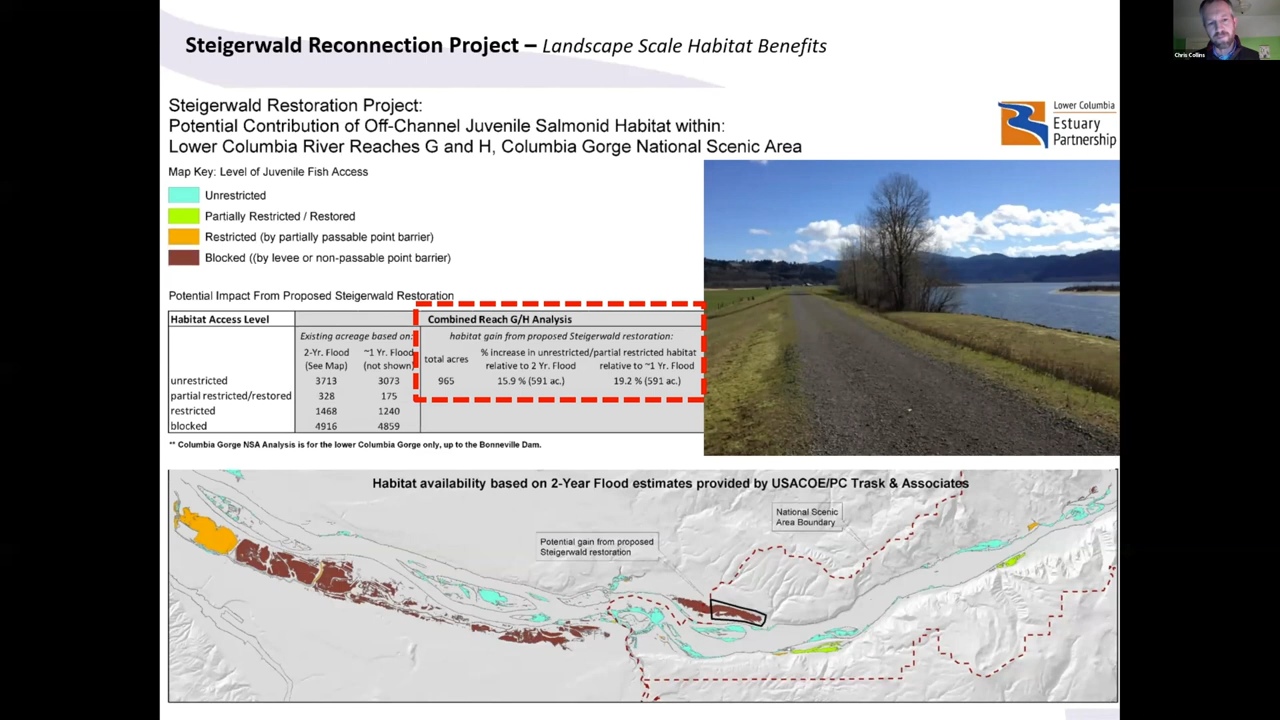 Steigerwald Reconnection Project – Landscape Scale Habitat Benefits
Chris Collins
Steigerwald Restoration Project:
Potential Contribution of Off-Channel Juvenile Salmonid Habitat within:
Lower Columbia River Reaches G and H, Columbia Gorge National Scenic Area
Lower Columbia
Estuary
Partnership
Map Key: Level of Juvenile Fish Access
Unrestricted
Partially Restricted / Restored
Restricted (by partially passable point barrier)
Blocked ((by levee or non-passable point barrier)
Potential Impact From Proposed Steigerwald Restoration
Habitat Access Level Combined Reach G/H Analysis
Existing acreage based on: habitat gain from proposed Steigerwald restoration:
2-Yr. Flood ~1 Yr. Flood total acres % increase in unrestricted/partial restricted habitat
(See Map) (not shown) relative to 2 Yr. Flood relative to ~1 Yr. Flood
unrestricted 3713 3073 965 15.9 % (591 ac.) 19.2 % (591 ac.)
partial restricted/restored 328 175
restricted 1468 1240
blocked 4916 4859
** Columbia Gorge NSA Analysis is for the lower Columbia Gorge only, up to the Bonneville Dam.
Habitat availability based on 2-Year Flood estimates provided by USACOE/PC Trask & Associates
National Scenic
Area Boundary
Potential gain from proposed
Steigerwald restoration